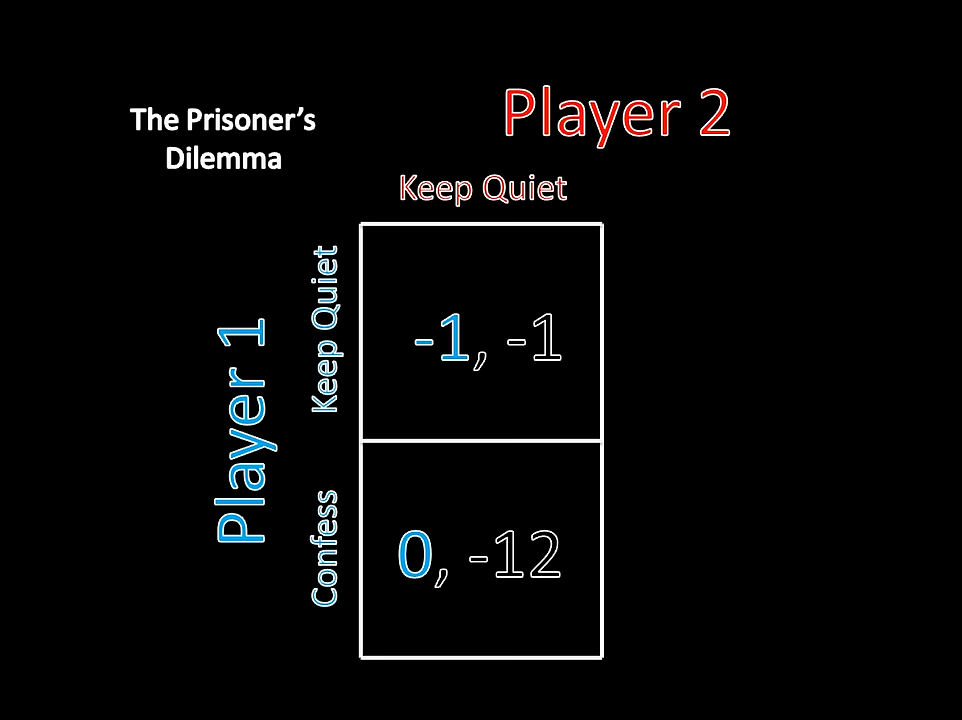 The Prisoner’s
Dilemma
Player 2
Keep Quiet
Player 1
Keep Quiet
-1, -1
Confess
0, -12